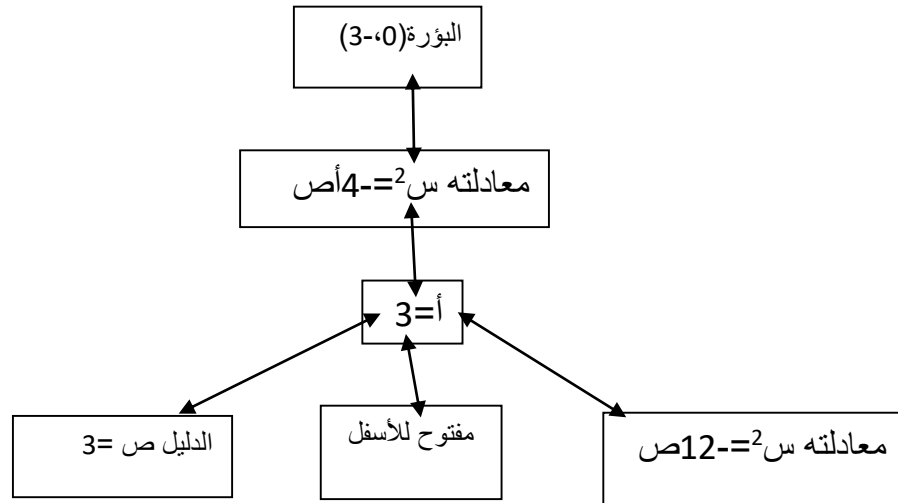 البؤرة(0،-3)
معادلته س²=-4أص
أ=3
الدليل ص =3
مفتوح للأسفل
معادلته س²=-12ص